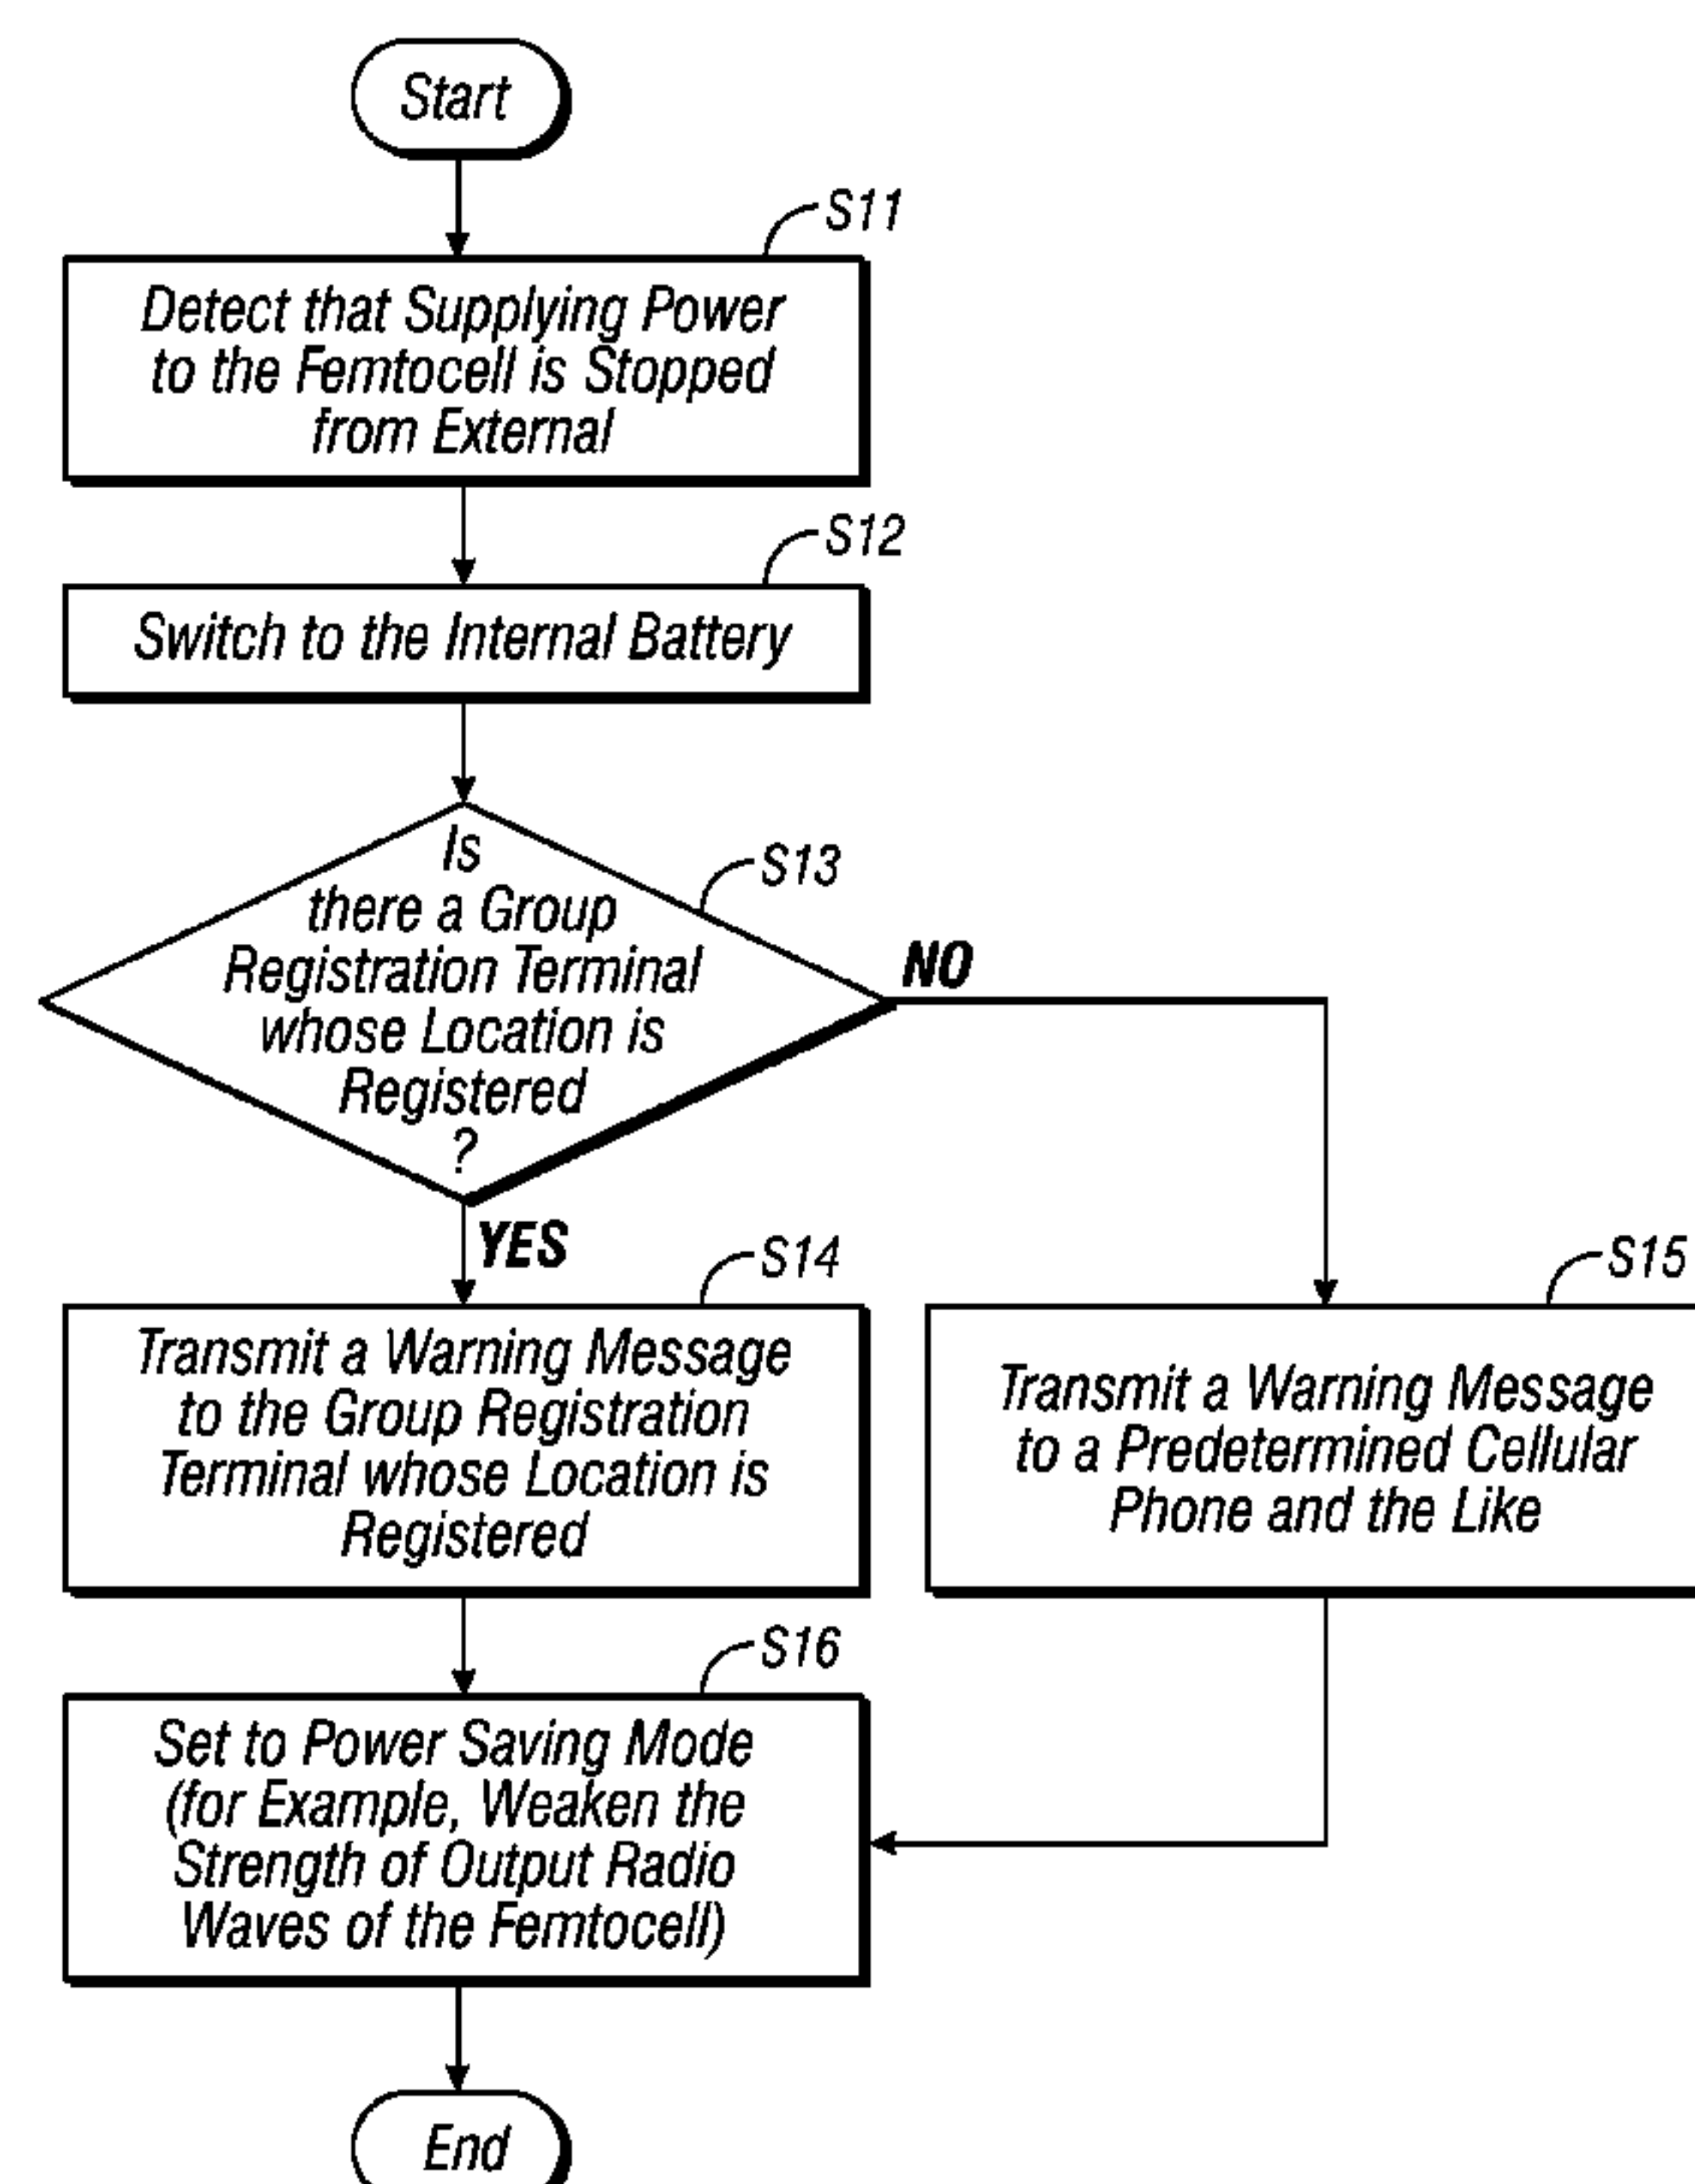 Start
S11
Detect that Supplying Power
to the Femtocell is Stopped
from External
S12
Switch to the Internal Battery
S13
Is
there a Group
Registration Terminal
whose Location is
Registered
?
NO
YES
S14
Transmit a Warning Message
to the Group Registration
Terminal whose Location is
Registered
S15
Transmit a Warning Message
to a Predetermined Cellular
Phone and the Like
S16
Set to Power Saving Mode
(for Example, Weaken the
Strength of Output Radio
Waves of the Femtocell)
End